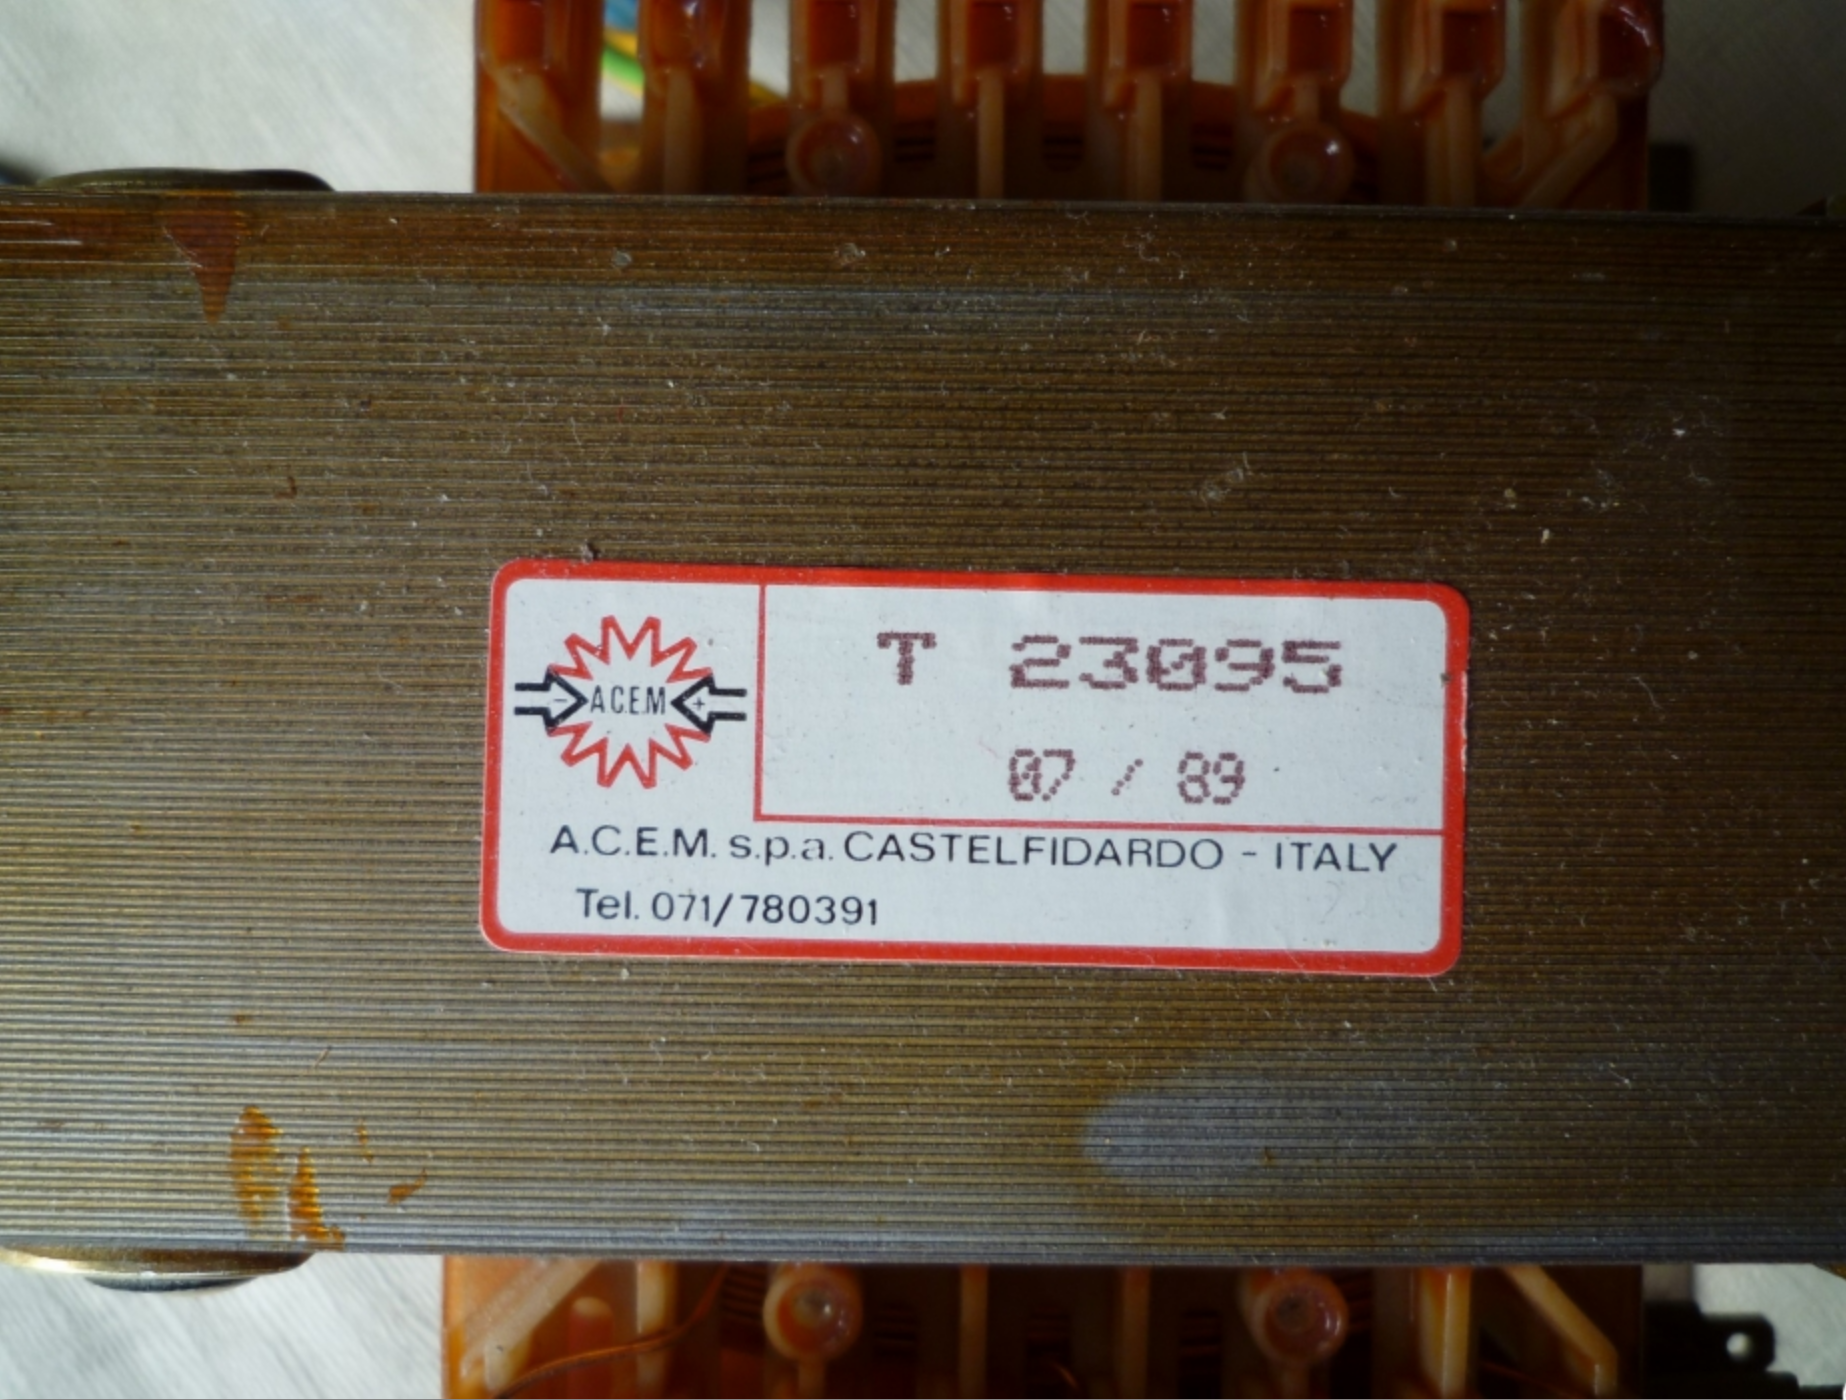 - A.C.E.M +
T 23095
07 / 89
A.C.E.M. s.p.a. CASTELFIDARDO - ITALY
Tel. 071/780391